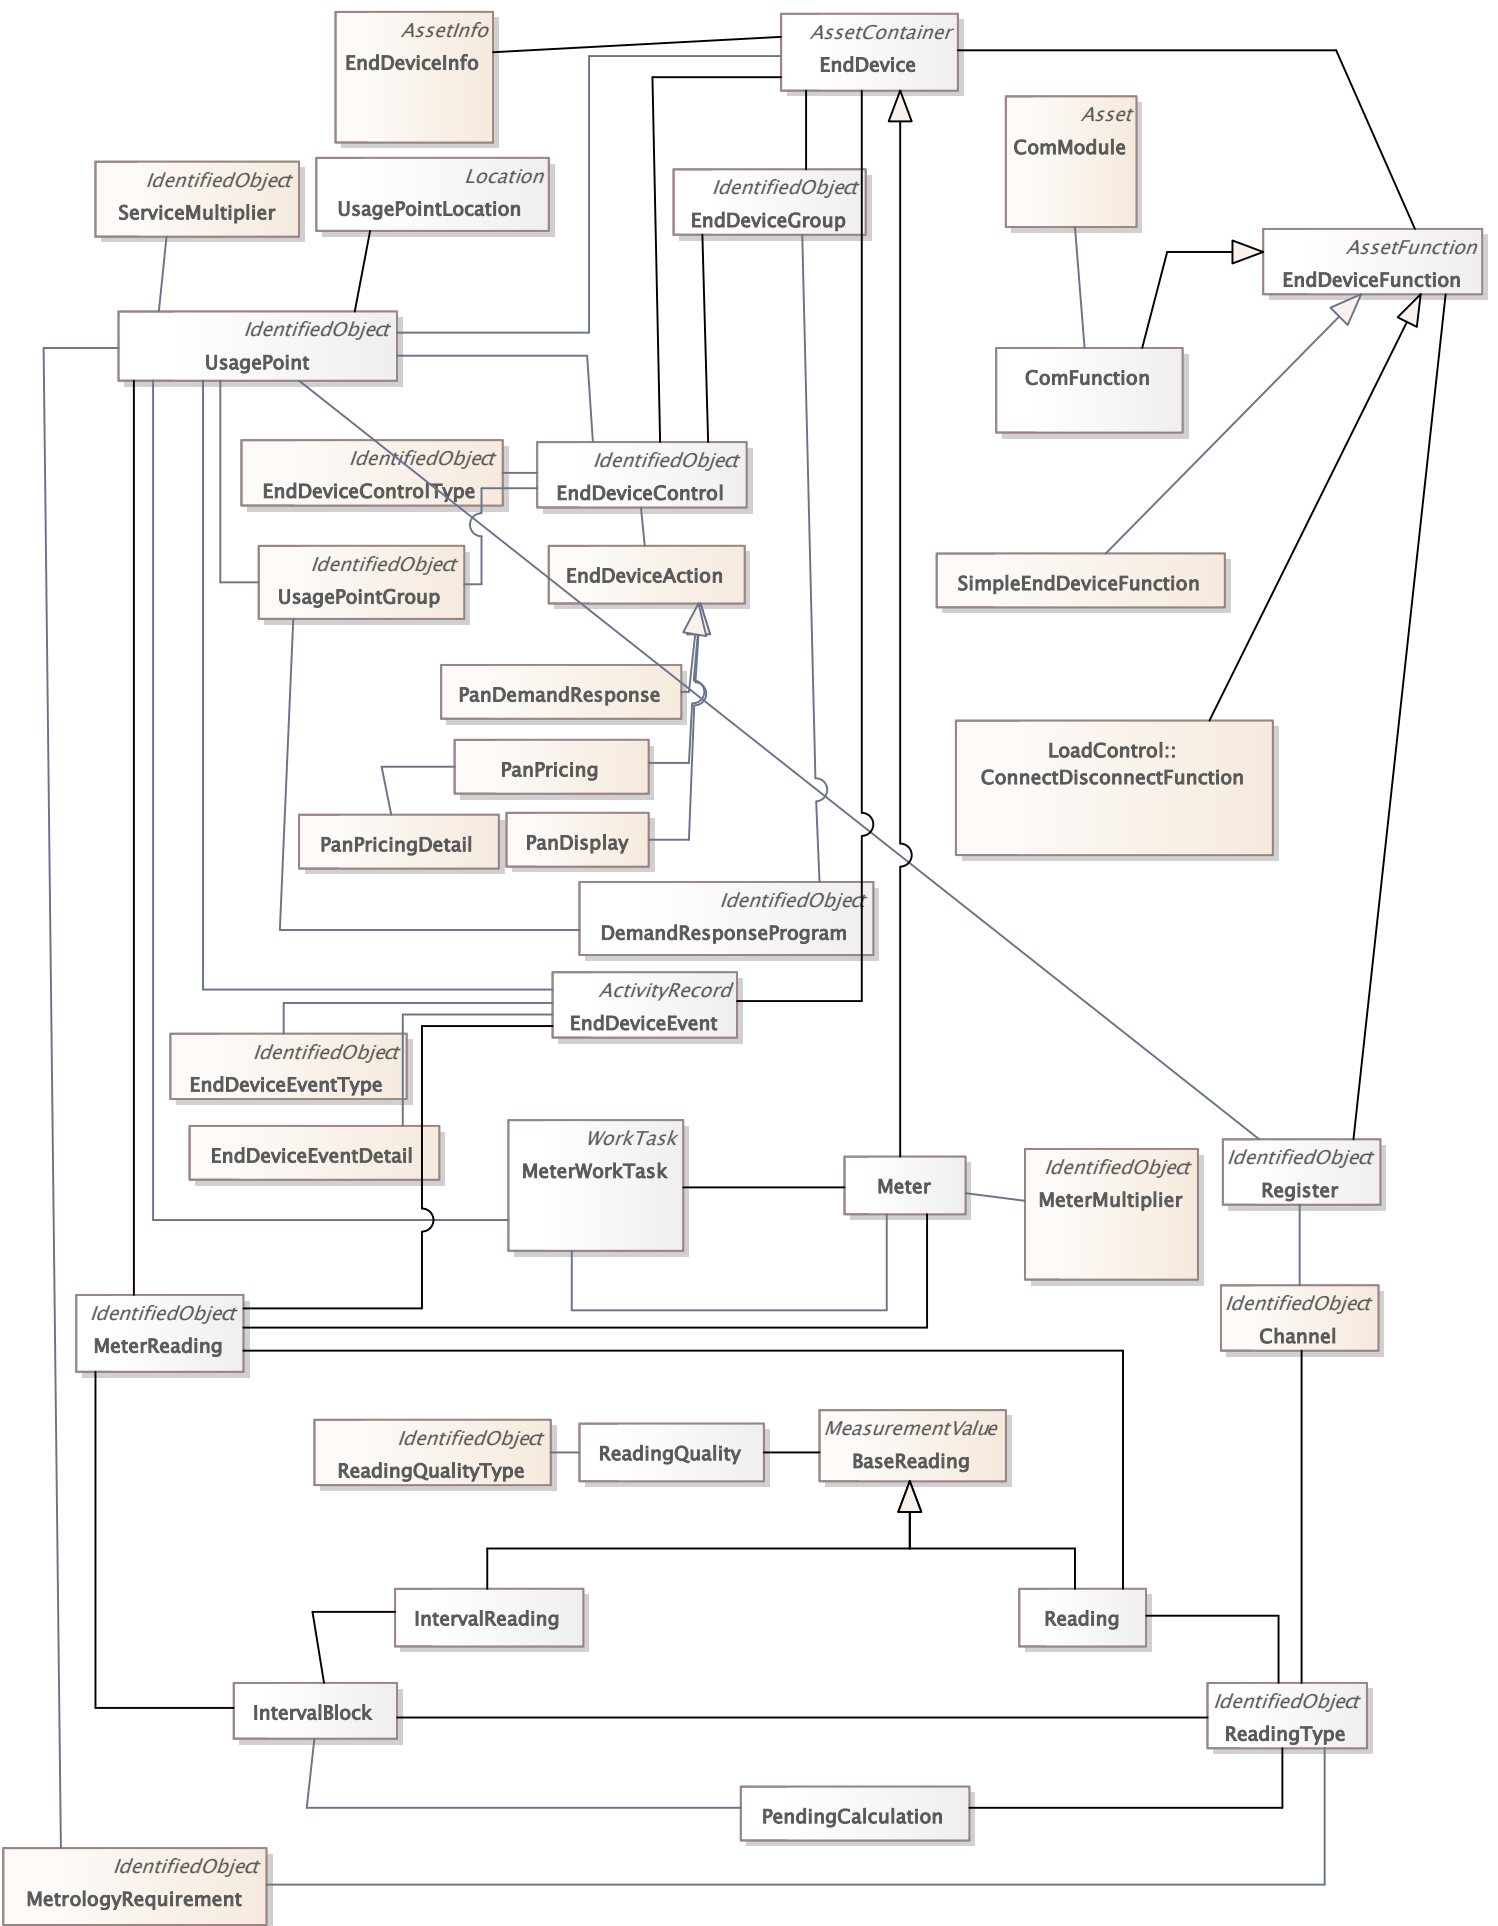 AssetInfo
EndDeviceInfo
AssetContainer
EndDevice
Asset
ComModule
IdentifiedObject
ServiceMultiplier
Location
UsagePointLocation
IdentifiedObject
EndDeviceGroup
AssetFunction
EndDeviceFunction
IdentifiedObject
UsagePoint
ComFunction
IdentifiedObject
EndDeviceControlType
IdentifiedObject
EndDeviceControl
IdentifiedObject
UsagePointGroup
EndDeviceAction
SimpleEndDeviceFunction
PanDemandResponse
PanPricing
LoadControl::
ConnectDisconnectFunction
PanPricingDetail
PanDisplay
IdentifiedObject
DemandResponseProgram
ActivityRecord
EndDeviceEvent
IdentifiedObject
EndDeviceEventType
EndDeviceEventDetail
WorkTask
MeterWorkTask
Meter
IdentifiedObject
MeterMultiplier
IdentifiedObject
Register
IdentifiedObject
MeterReading
IdentifiedObject
Channel
IdentifiedObject
ReadingQualityType
ReadingQuality
MeasurementValue
BaseReading
IntervalReading
Reading
IntervalBlock
IdentifiedObject
ReadingType
PendingCalculation
IdentifiedObject
MetrologyRequirement